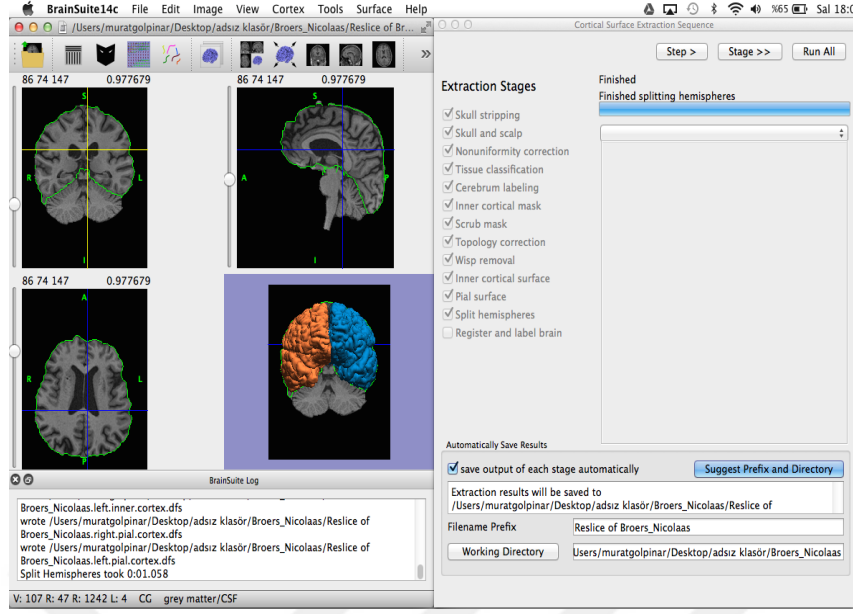 BrainSuite14c File Edit Image View Cortex Tools Surface Help
%65 Sal 18:0
/Users/muratgolpinar/Desktop/adsız klasör/Broers_Nicolaas/Reslice of Br...
Cortical Surface Extraction Sequence
Step > Stage >> Run All
86 74 147 0.977679
86 74 147 0.977679
S
R L
I
S
A P
I
86 74 147 0.977679
A
R L
P
Extraction Stages
Skull stripping
Skull and scalp
Nonuniformity correction
Tissue classification
Cerebrum labeling
Inner cortical mask
Scrub mask
Topology correction
Wisp removal
Inner cortical surface
Pial surface
Split hemispheres
Register and label brain
Finished
Finished splitting hemispheres
BrainSuite Log
Broers_Nicolaas.left.inner.cortex.dfs
wrote /Users/muratgolpinar/Desktop/adsız klasör/Broers_Nicolaas/Reslice of
Broers_Nicolaas.right.pial.cortex.dfs
wrote /Users/muratgolpinar/Desktop/adsız klasör/Broers_Nicolaas/Reslice of
Broers_Nicolaas.left.pial.cortex.dfs
Split Hemispheres took 0:01.058
V: 107 R: 47 R: 1242 L: 4 CG grey matter/CSF
Automatically Save Results
save output of each stage automatically
Suggest Prefix and Directory
Extraction results will be saved to
/Users/muratgolpinar/Desktop/adsız klasör/Broers_Nicolaas/Reslice of
Filename Prefix Reslice of Broers_Nicolaas
Working Directory Users/muratgolpinar/Desktop/adsız klasör/Broers_Nicolaas